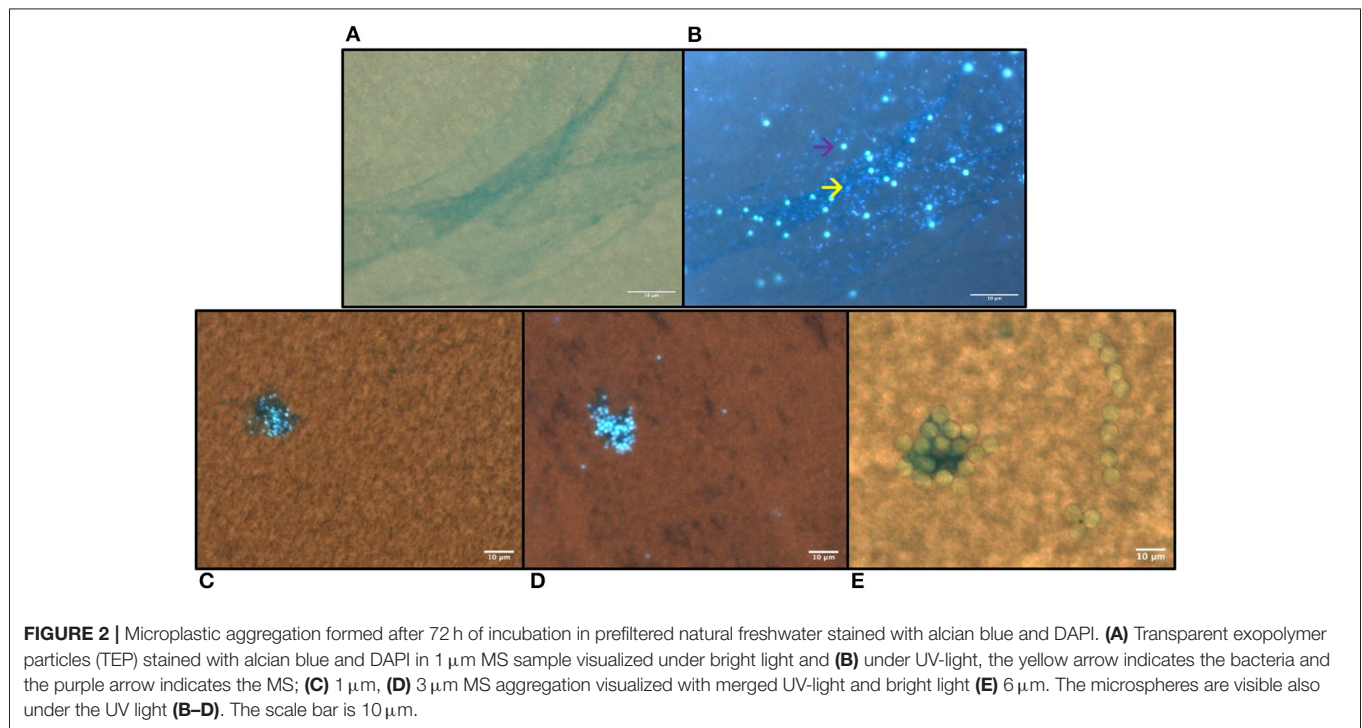 A
B
10 µm
10 µm
10 µm
10 µm
10 µm
C
D
E
FIGURE 2 | Microplastic aggregation formed after 72 h of incubation in prefiltered natural freshwater stained with alcian blue and DAPI. (A) Transparent exopolymer
particles (TEP) stained with alcian blue and DAPI in 1 µm MS sample visualized under bright light and (B) under UV-light, the yellow arrow indicates the bacteria and
the purple arrow indicates the MS; (C) 1 µm, (D) 3 µm MS aggregation visualized with merged UV-light and bright light (E) 6 µm. The microspheres are visible also
under the UV light (B–D). The scale bar is 10 µm.